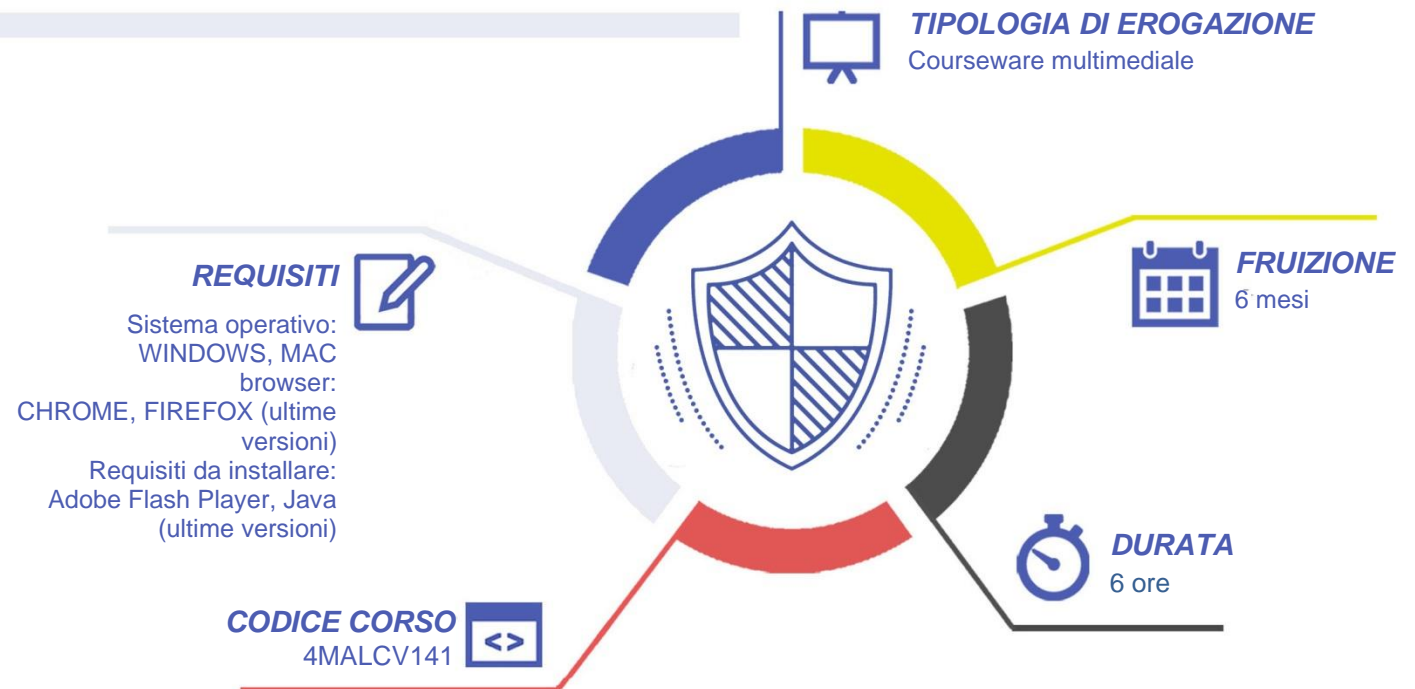 TIPOLOGIA DI EROGAZIONE
Courseware multimediale
REQUISITI
Sistema operativo:
WINDOWS, MAC
browser:
CHROME, FIREFOX (ultime
versioni)
Requisiti da installare:
Adobe Flash Player, Java
(ultime versioni)
FRUIZIONE
6 mesi
DURATA
6 ore
CODICE CORSO
4MALCV141
<>